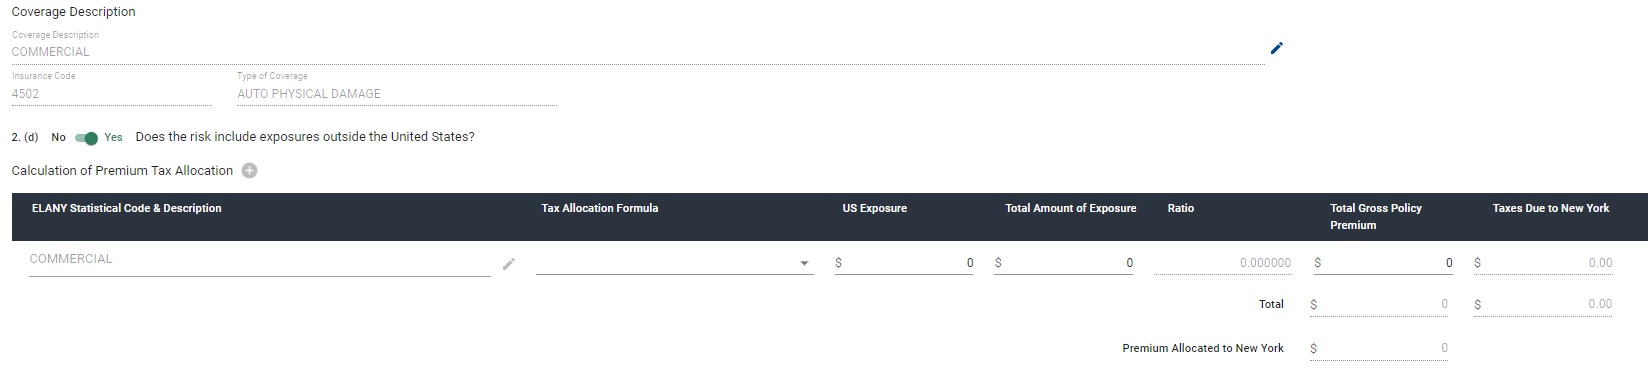 Coverage Description
Coverage Description
COMMERCIAL
Insurance Code Type of Coverage
4502 AUTO PHYSICAL DAMAGE
2. (d) No Yes Does the risk include exposures outside the United States?
Calculation of Premium Tax Allocation
ELANY Statistical Code & Description Tax Allocation Formula US Exposure Total Amount of Exposure Ratio Total Gross Policy Taxes Due to New York
Premium
COMMERCIAL $ 0 $ 0 0.000000 $ 0 $ 0.00
Total $ 0 $ 0.00
Premium Allocated to New York $ 0